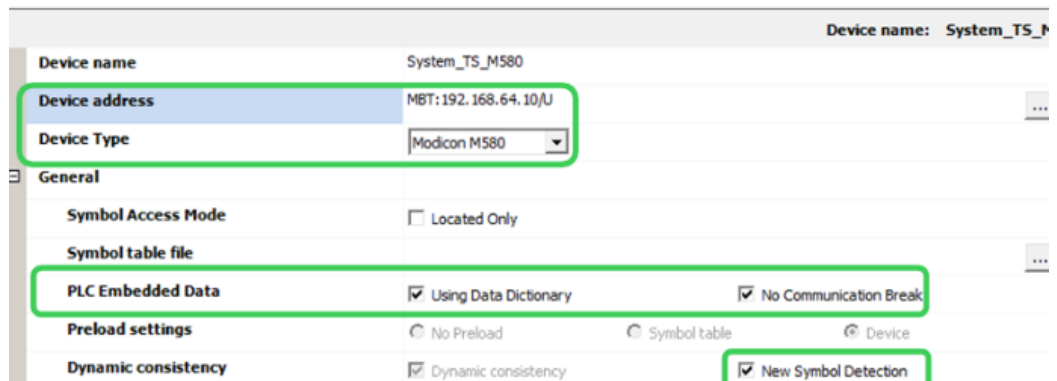 Device name: System_TS_M
Device name System_TS_M580
Device address MBT:192.168.64.10/U ...
Device Type Modicon M580
General
Symbol Access Mode Located Only
Symbol table file ...
PLC Embedded Data Using Data Dictionary No Communication Break
Preload settings No Preload Symbol table Device
Dynamic consistency Dynamic consistency New Symbol Detection